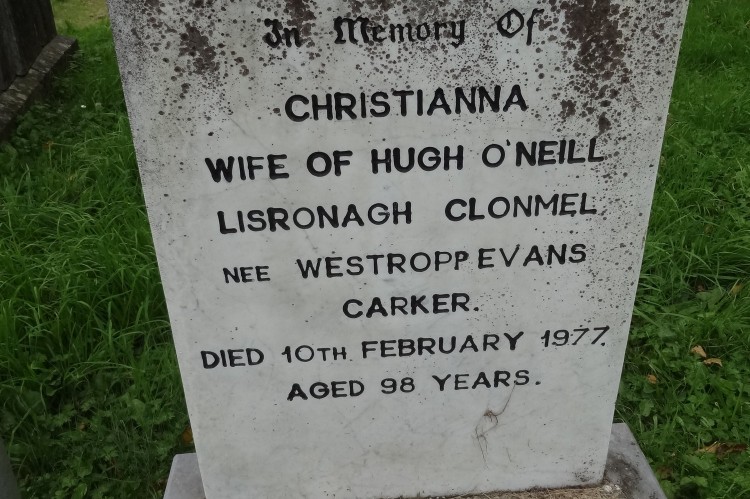 In Memory Of
CHRISTIANNA
WIFE OF HUGH O'NEILL
LISRONAGH CLONMEL
NEE WESTROPP EVANS
CARKER.
DIED 10TH FEBRUARY 1977.
AGED 98 YEARS.